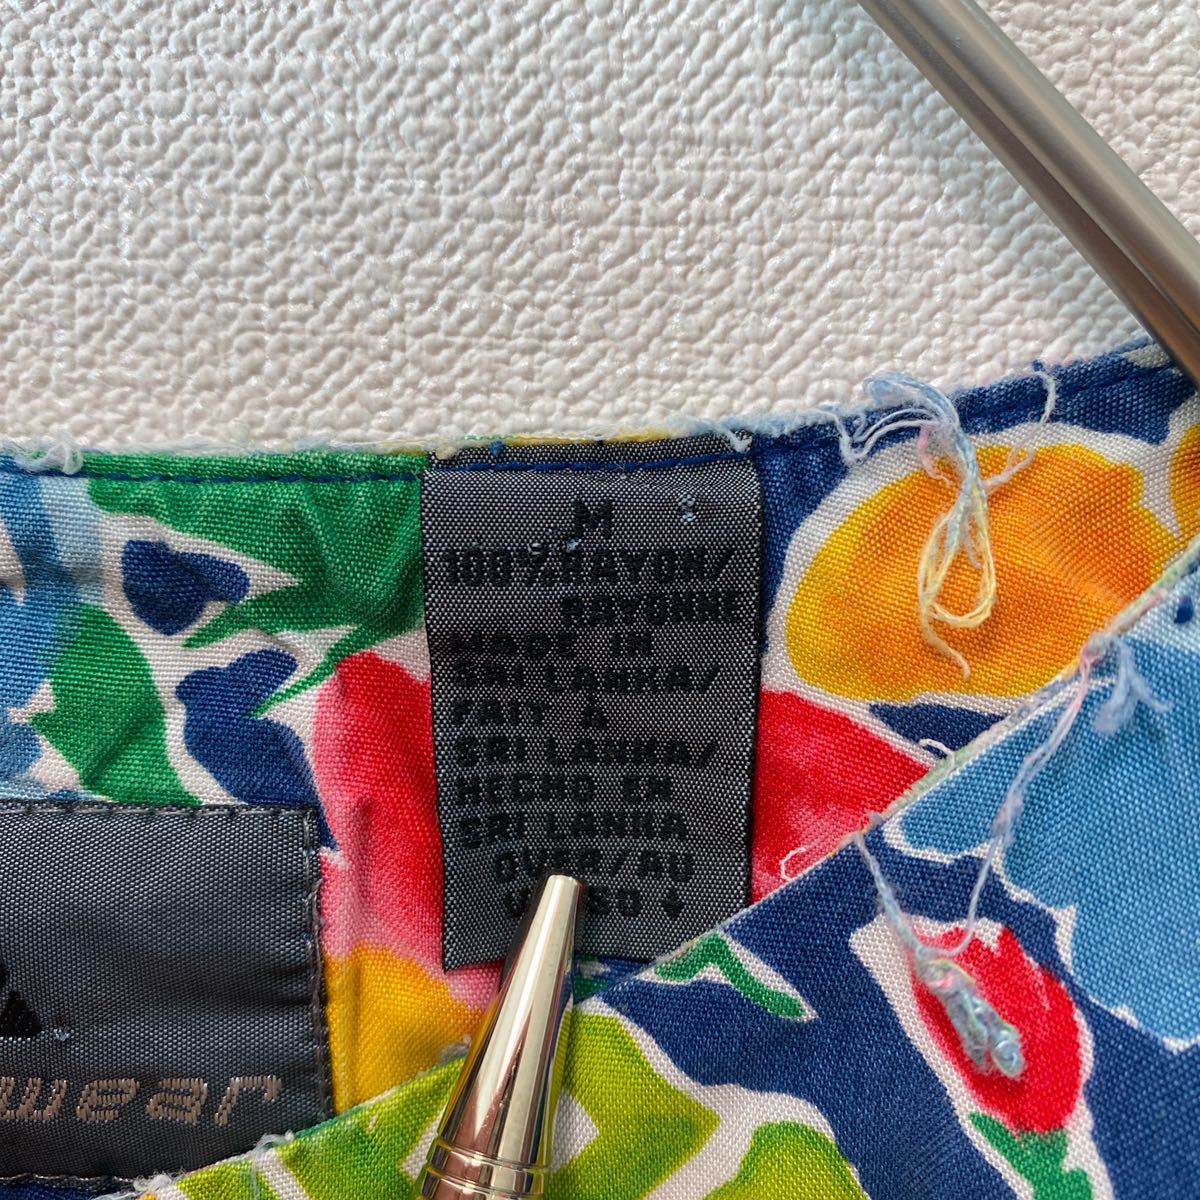 M
100% RAYON/
RAYONNE
MADE IN
SRI LANKA/
FAIT A
SRI LANKA/
HECHO EN
SRI LANKA
OVER/AU
wear